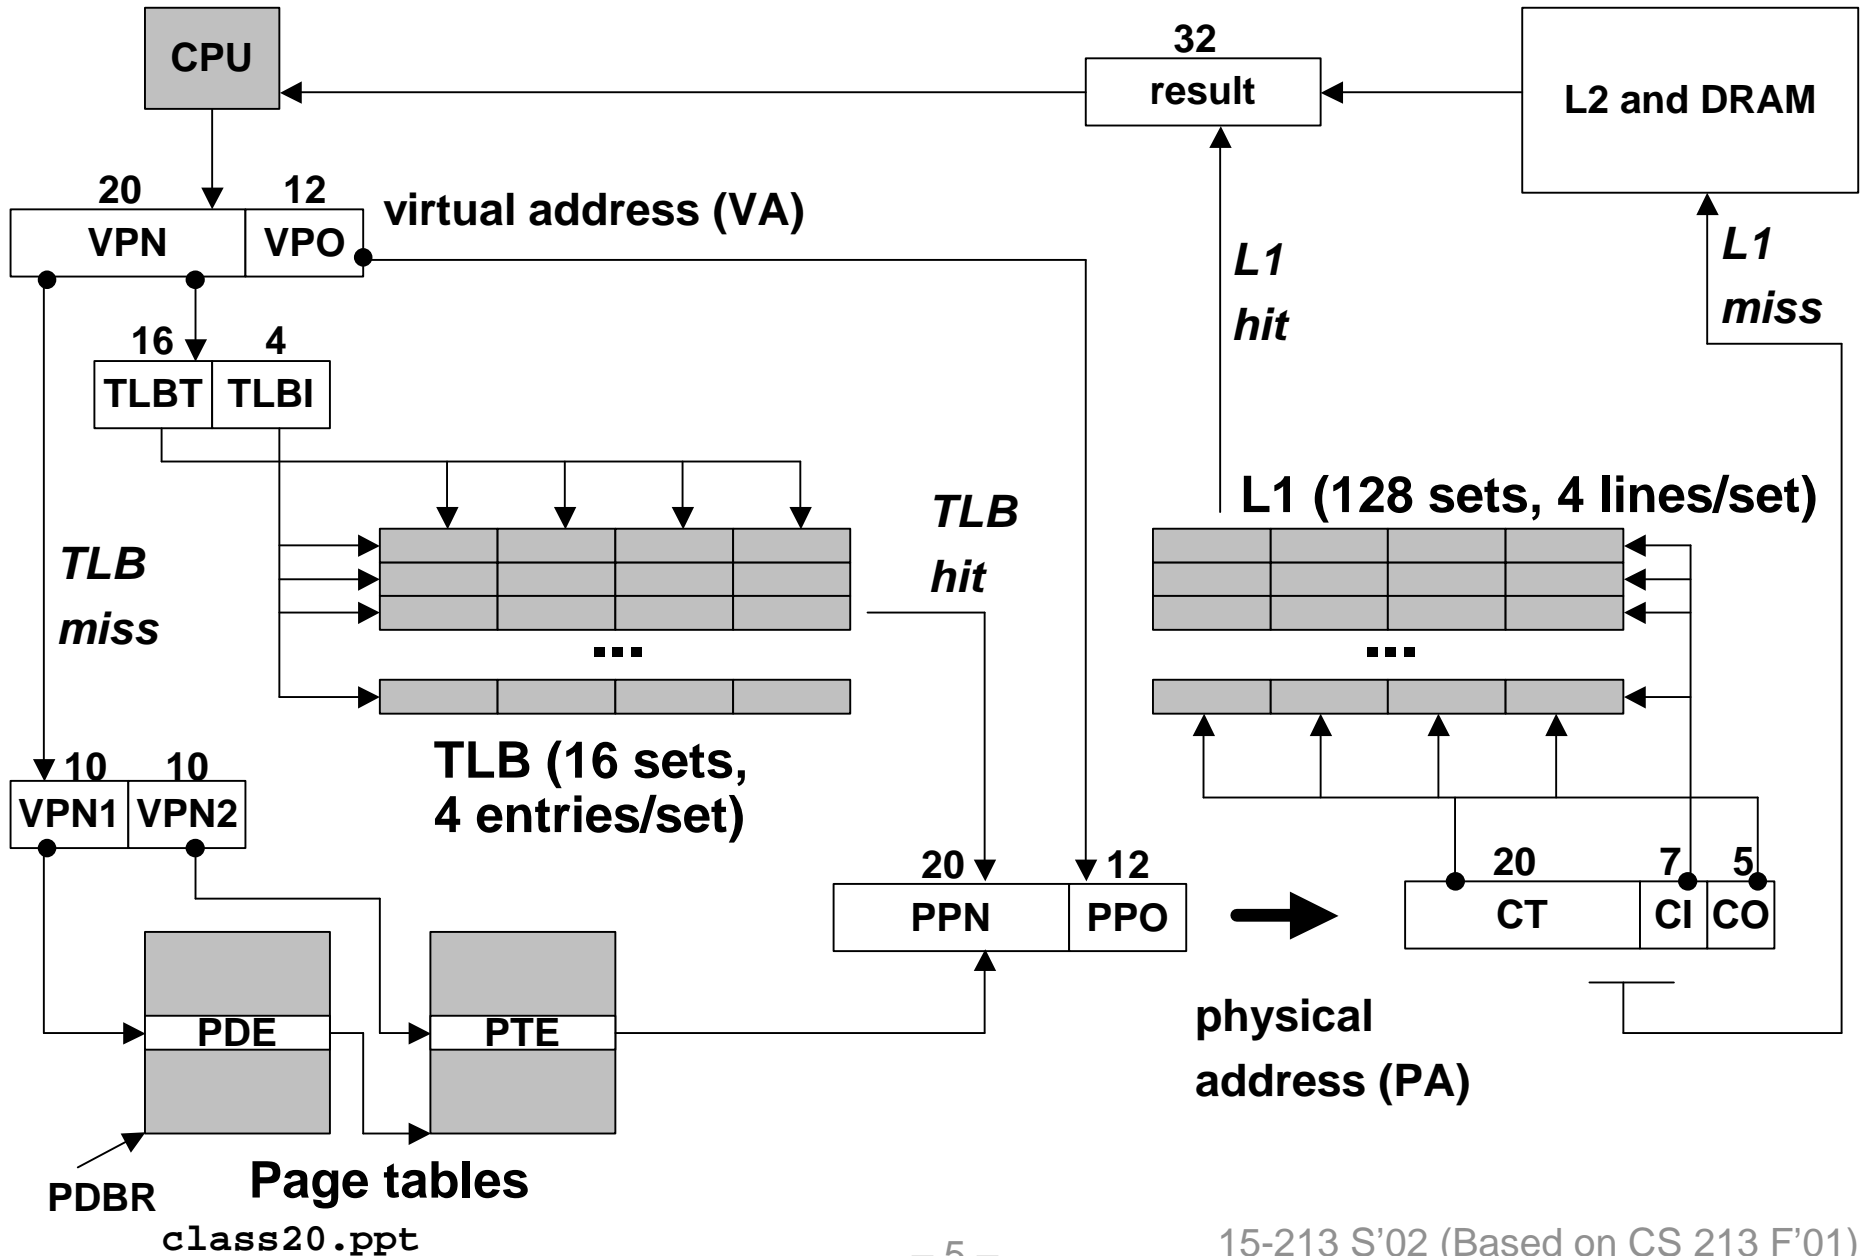 CPU
32
result
L2 and DRAM
20 12
VPN VPO
virtual address (VA)
L1
hit
L1
miss
16 4
TLBT TLBI
TLB
miss
TLB
hit
L1 (128 sets, 4 lines/set)
...
...
TLB (16 sets,
4 entries/set)
10 10
VPN1 VPN2
20 12
PPN PPO
20 7 5
CT CI CO
PDE
PTE
physical
address (PA)
PDBR
Page tables
class20.ppt
– 5 –
15-213 S’02 (Based on CS 213 F’01)